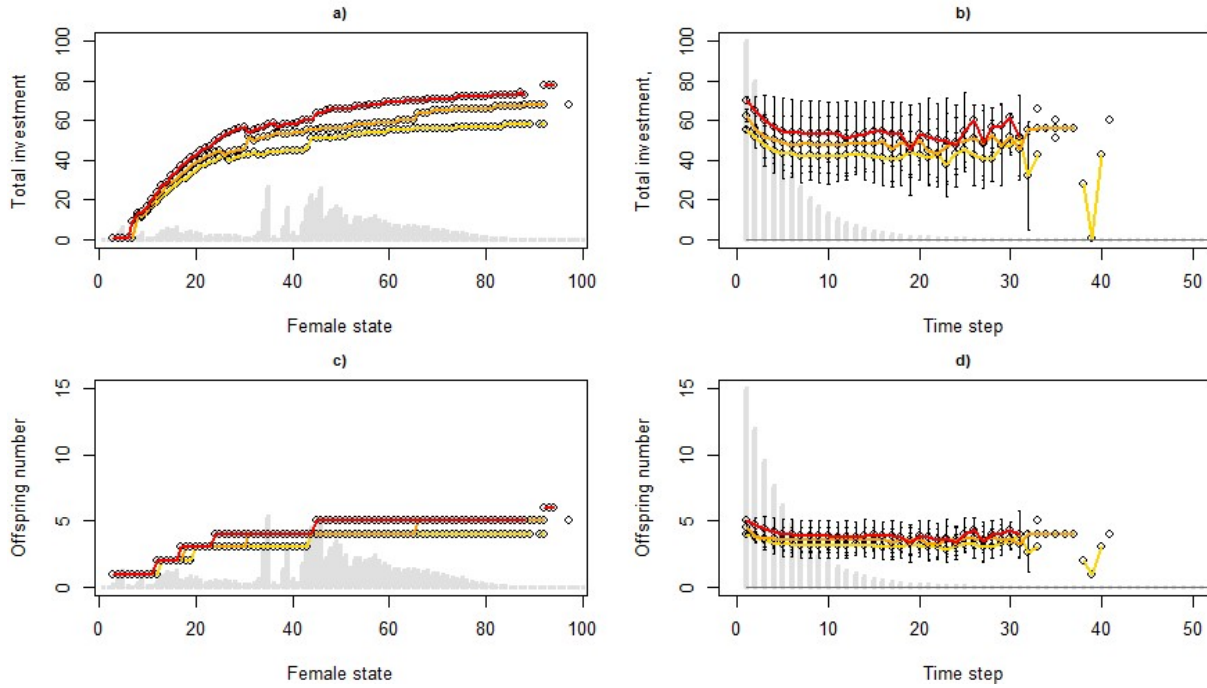 a)
Total investment
0 20 40 60 80 100
0 20 40 60 80 100
Female state
b)
Total investment,
0 20 40 60 80 100
0 10 20 30 40 50
Time step
c)
Offspring number
0 5 10 15
0 20 40 60 80 100
Female state
d)
Offspring number
0 5 10 15
0 10 20 30 40 50
Time step